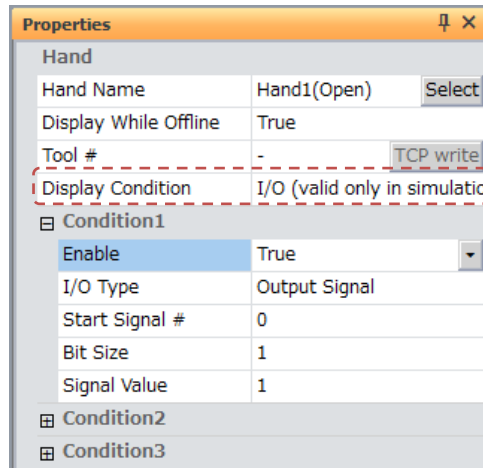 Properties
Hand
Hand Name Hand1(Open) Select
Display While Offline True
Tool # - TCP write
Display Condition I/O (valid only in simulatio
Condition1
Enable True
I/O Type Output Signal
Start Signal # 0
Bit Size 1
Signal Value 1
Condition2
Condition3